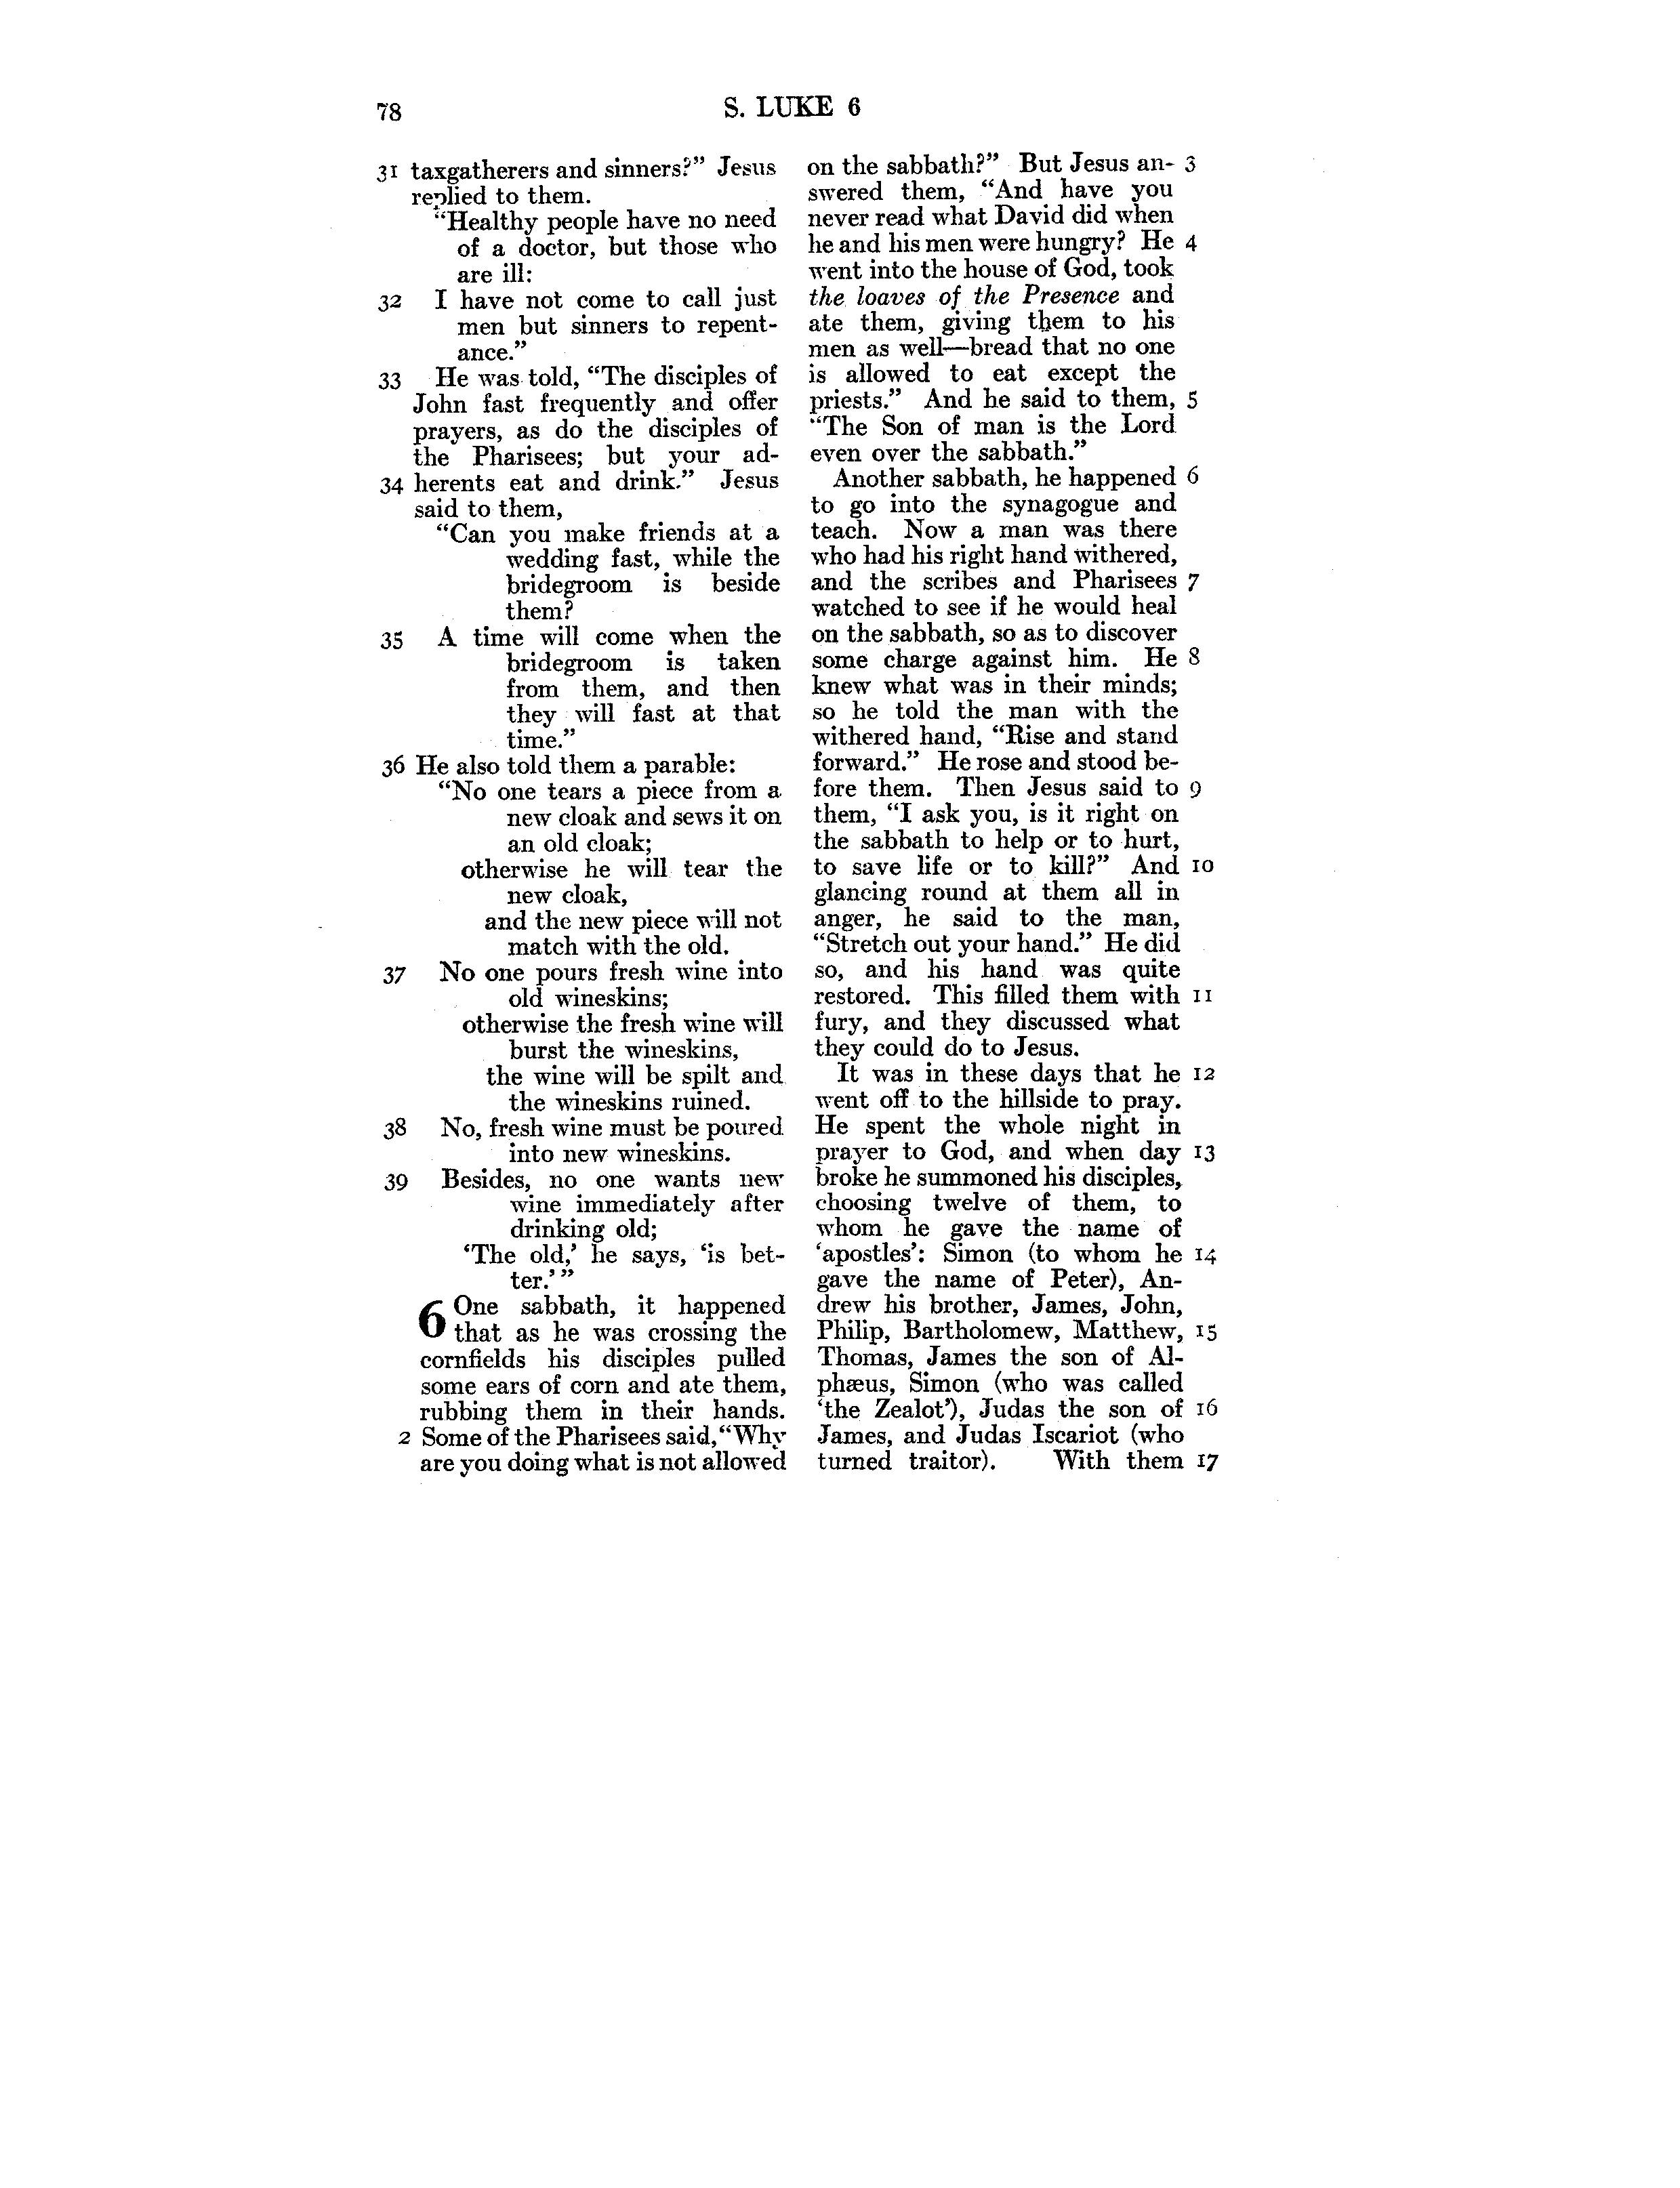 78
S. LUKE 6
31 taxgatherers and sinners?” Jesus
replied to them.
“Healthy people have no need
of a doctor, but those who
are ill:
32 I have not come to call just
men but sinners to repent-
ance.”
33 He was told, “The disciples of
John fast frequently and offer
prayers, as do the disciples of
the Pharisees; but your ad-
34 herents eat and drink.” Jesus
said to them,
“Can you make friends at a
wedding fast, while the
bridegroom is beside
them?
35 A time will come when the
bridegroom is taken
from them, and then
they will fast at that
time.”
36 He also told them a parable:
“No one tears a piece from a
new cloak and sews it on
an old cloak;
otherwise he will tear the
new cloak,
and the new piece will not
match with the old.
37 No one pours fresh wine into
old wineskins;
otherwise the fresh wine will
burst the wineskins,
the wine will be spilt and
the wineskins ruined.
38 No, fresh wine must be poured
into new wineskins.
39 Besides, no one wants new
wine immediately after
drinking old;
‘The old,’ he says, ‘is bet-
ter.’”
6 One sabbath, it happened
that as he was crossing the
cornfields his disciples pulled
some ears of corn and ate them,
rubbing them in their hands.
2 Some of the Pharisees said, “Why
are you doing what is not allowed
on the sabbath?” But Jesus an- 3
swered them, “And have you
never read what David did when
he and his men were hungry? He 4
went into the house of God, took
the loaves of the Presence and
ate them, giving them to his
men as well—bread that no one
is allowed to eat except the
priests.” And he said to them, 5
“The Son of man is the Lord
even over the sabbath.”
Another sabbath, he happened 6
to go into the synagogue and
teach. Now a man was there
who had his right hand withered,
and the scribes and Pharisees 7
watched to see if he would heal
on the sabbath, so as to discover
some charge against him. He 8
knew what was in their minds;
so he told the man with the
withered hand, “Rise and stand
forward.” He rose and stood be-
fore them. Then Jesus said to 9
them, “I ask you, is it right on
the sabbath to help or to hurt,
to save life or to kill?” And 10
glancing round at them all in
anger, he said to the man,
“Stretch out your hand.” He did
so, and his hand was quite
restored. This filled them with 11
fury, and they discussed what
they could do to Jesus.
It was in these days that he 12
went off to the hillside to pray.
He spent the whole night in
prayer to God, and when day 13
broke he summoned his disciples,
choosing twelve of them, to
whom he gave the name of
‘apostles’: Simon (to whom he 14
gave the name of Peter), An-
drew his brother, James, John,
Philip, Bartholomew, Matthew, 15
Thomas, James the son of Al-
phæus, Simon (who was called
‘the Zealot’), Judas the son of 16
James, and Judas Iscariot (who
turned traitor). With them 17